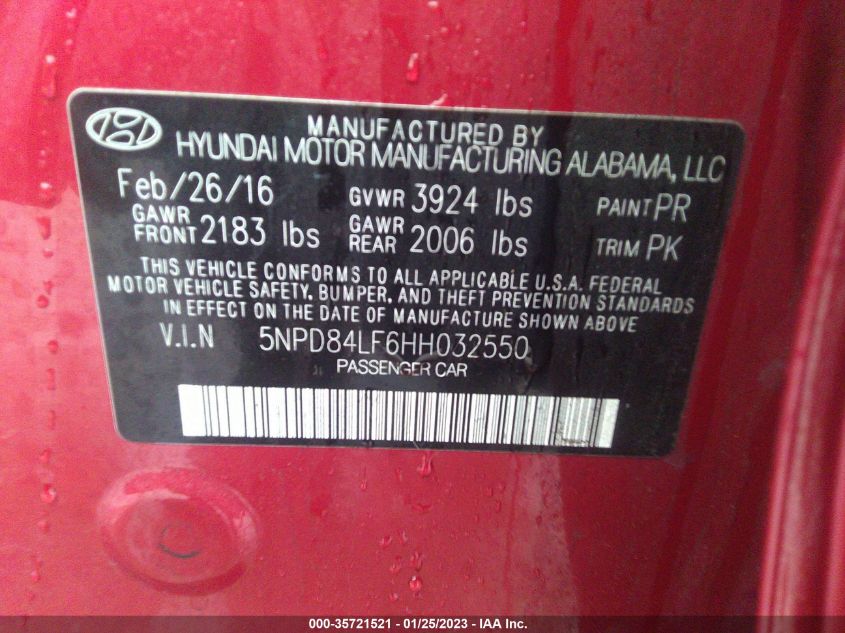 MANUFACTURED BY
HYUNDAI MOTOR MANUFACTURING ALABAMA, LLC
Feb/26/16 GVWR 3924 lbs PAINT PR
GAWR FRONT 2183 lbs GAWR REAR 2006 lbs TRIM PK
THIS VEHICLE CONFORMS TO ALL APPLICABLE U.S.A. FEDERAL
MOTOR VEHICLE SAFETY, BUMPER, AND THEFT PREVENTION STANDARDS
IN EFFECT ON THE DATE OF MANUFACTURE SHOWN ABOVE
V.I.N 5NPD84LF6HH032550
PASSENGER CAR
000-35721521 | 01/25/2023 - IAA Inc.